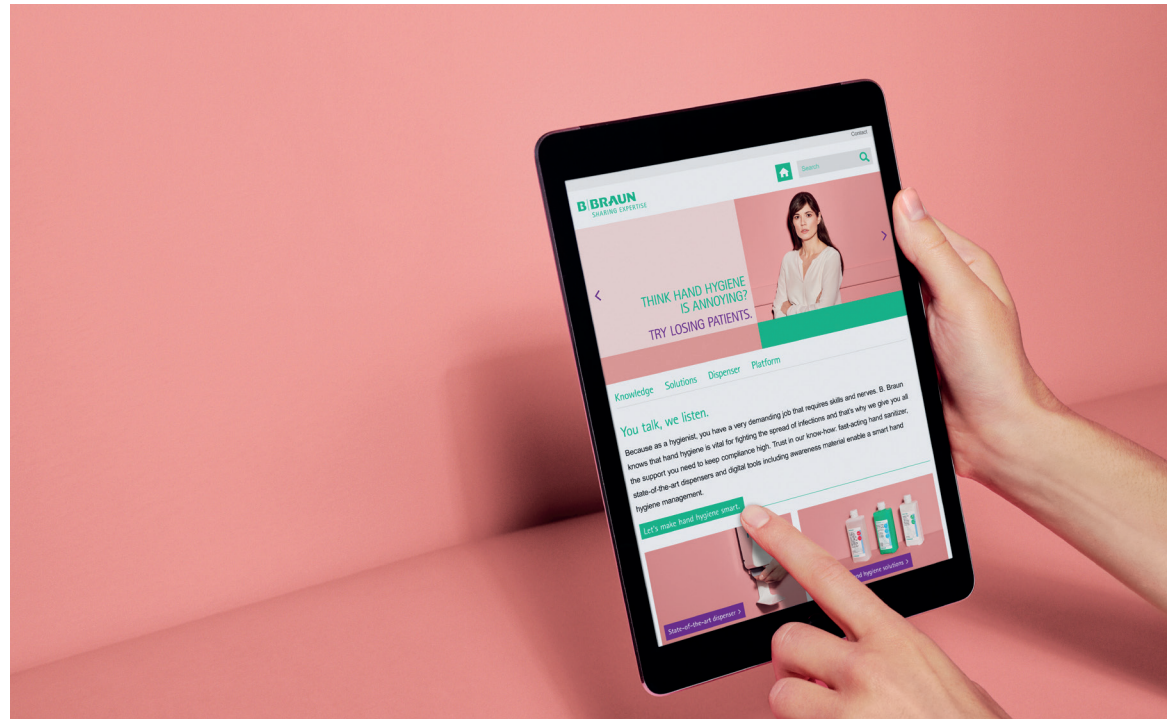 Contact
Search
B BRAUN
SHARING EXPERTISE
THINK HAND HYGIENE
IS ANNOYING?
TRY LOSING PATIENTS.
Knowledge Solutions Dispenser Platform
You talk, we listen.
Because as a hygienist, you have a very demanding job that requires skills and nerves. B. Braun
knows that hand hygiene is vital for fighting the spread of infections and that's why we give you all
the support you need to keep compliance high. Trust in our know-how: fast-acting hand sanitizer,
state-of-the-art dispensers and digital tools including awareness material enable a smart hand
hygiene management.
Let's make hand hygiene smart.
State-of-the-art dispenser >
hand hygiene solutions >